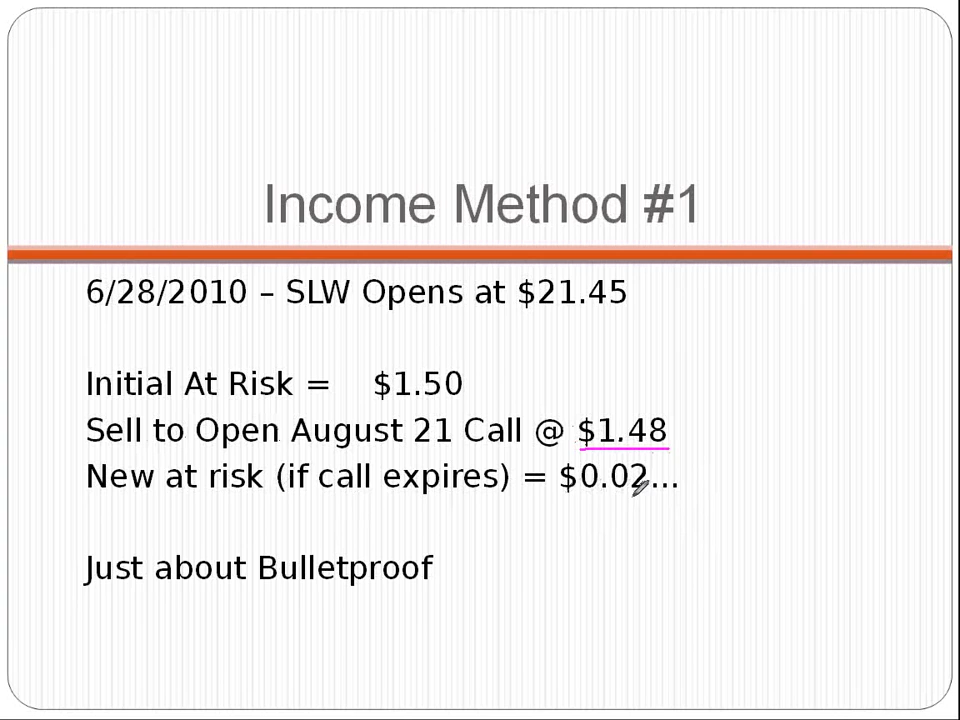 Income Method #1
6/28/2010 – SLW Opens at $21.45
Initial At Risk = $1.50
Sell to Open August 21 Call @ $1.48
New at risk (if call expires) = $0.02...
Just about Bulletproof